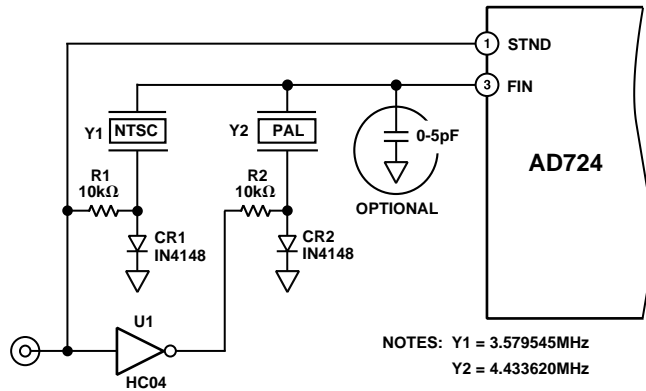 1 STND
3 FIN
Y1 NTSC
Y2 PAL
0-5pF
AD724
R1
10kΩ
R2
10kΩ
OPTIONAL
CR1
IN4148
CR2
IN4148
U1
HC04
NOTES: Y1 = 3.579545MHz
Y2 = 4.433620MHz